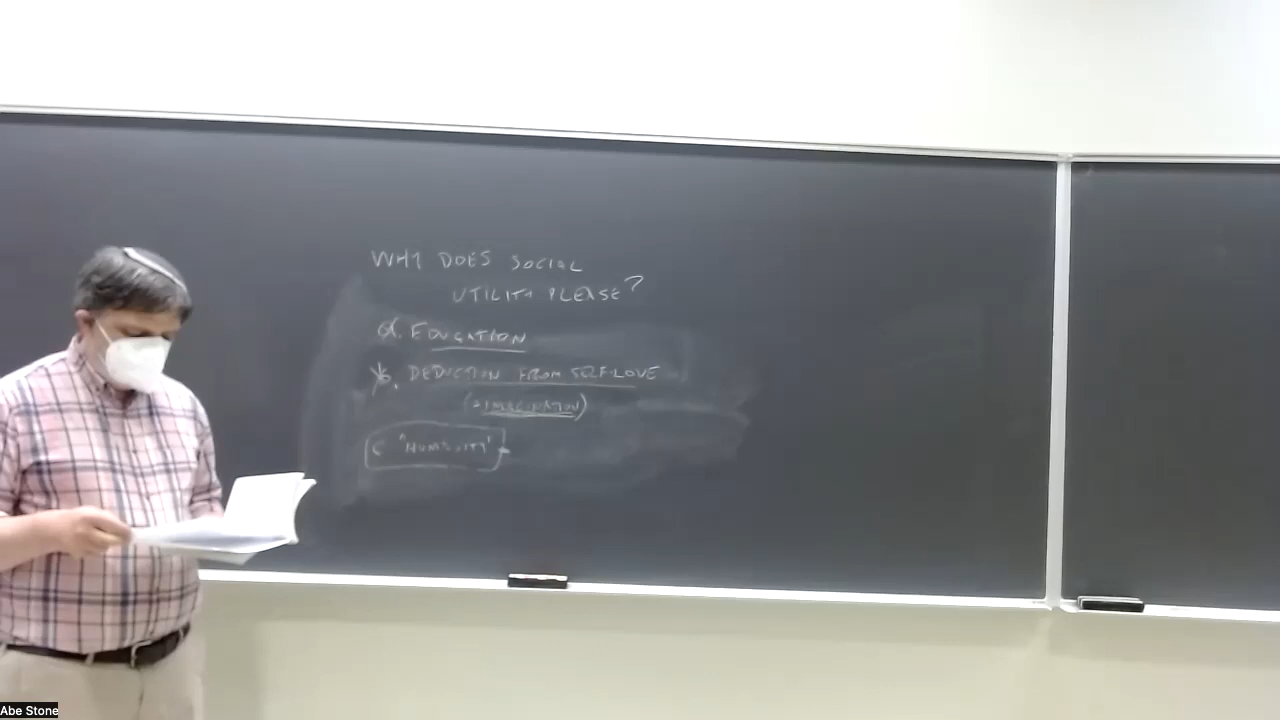 WHY DOES SOCIAL
UTILITY PLEASE?
a. EDUCATION
b. DEDUCTION FROM SELF-LOVE
(+ IMAGINATION)
c "HUMANITY"
Abe Stone